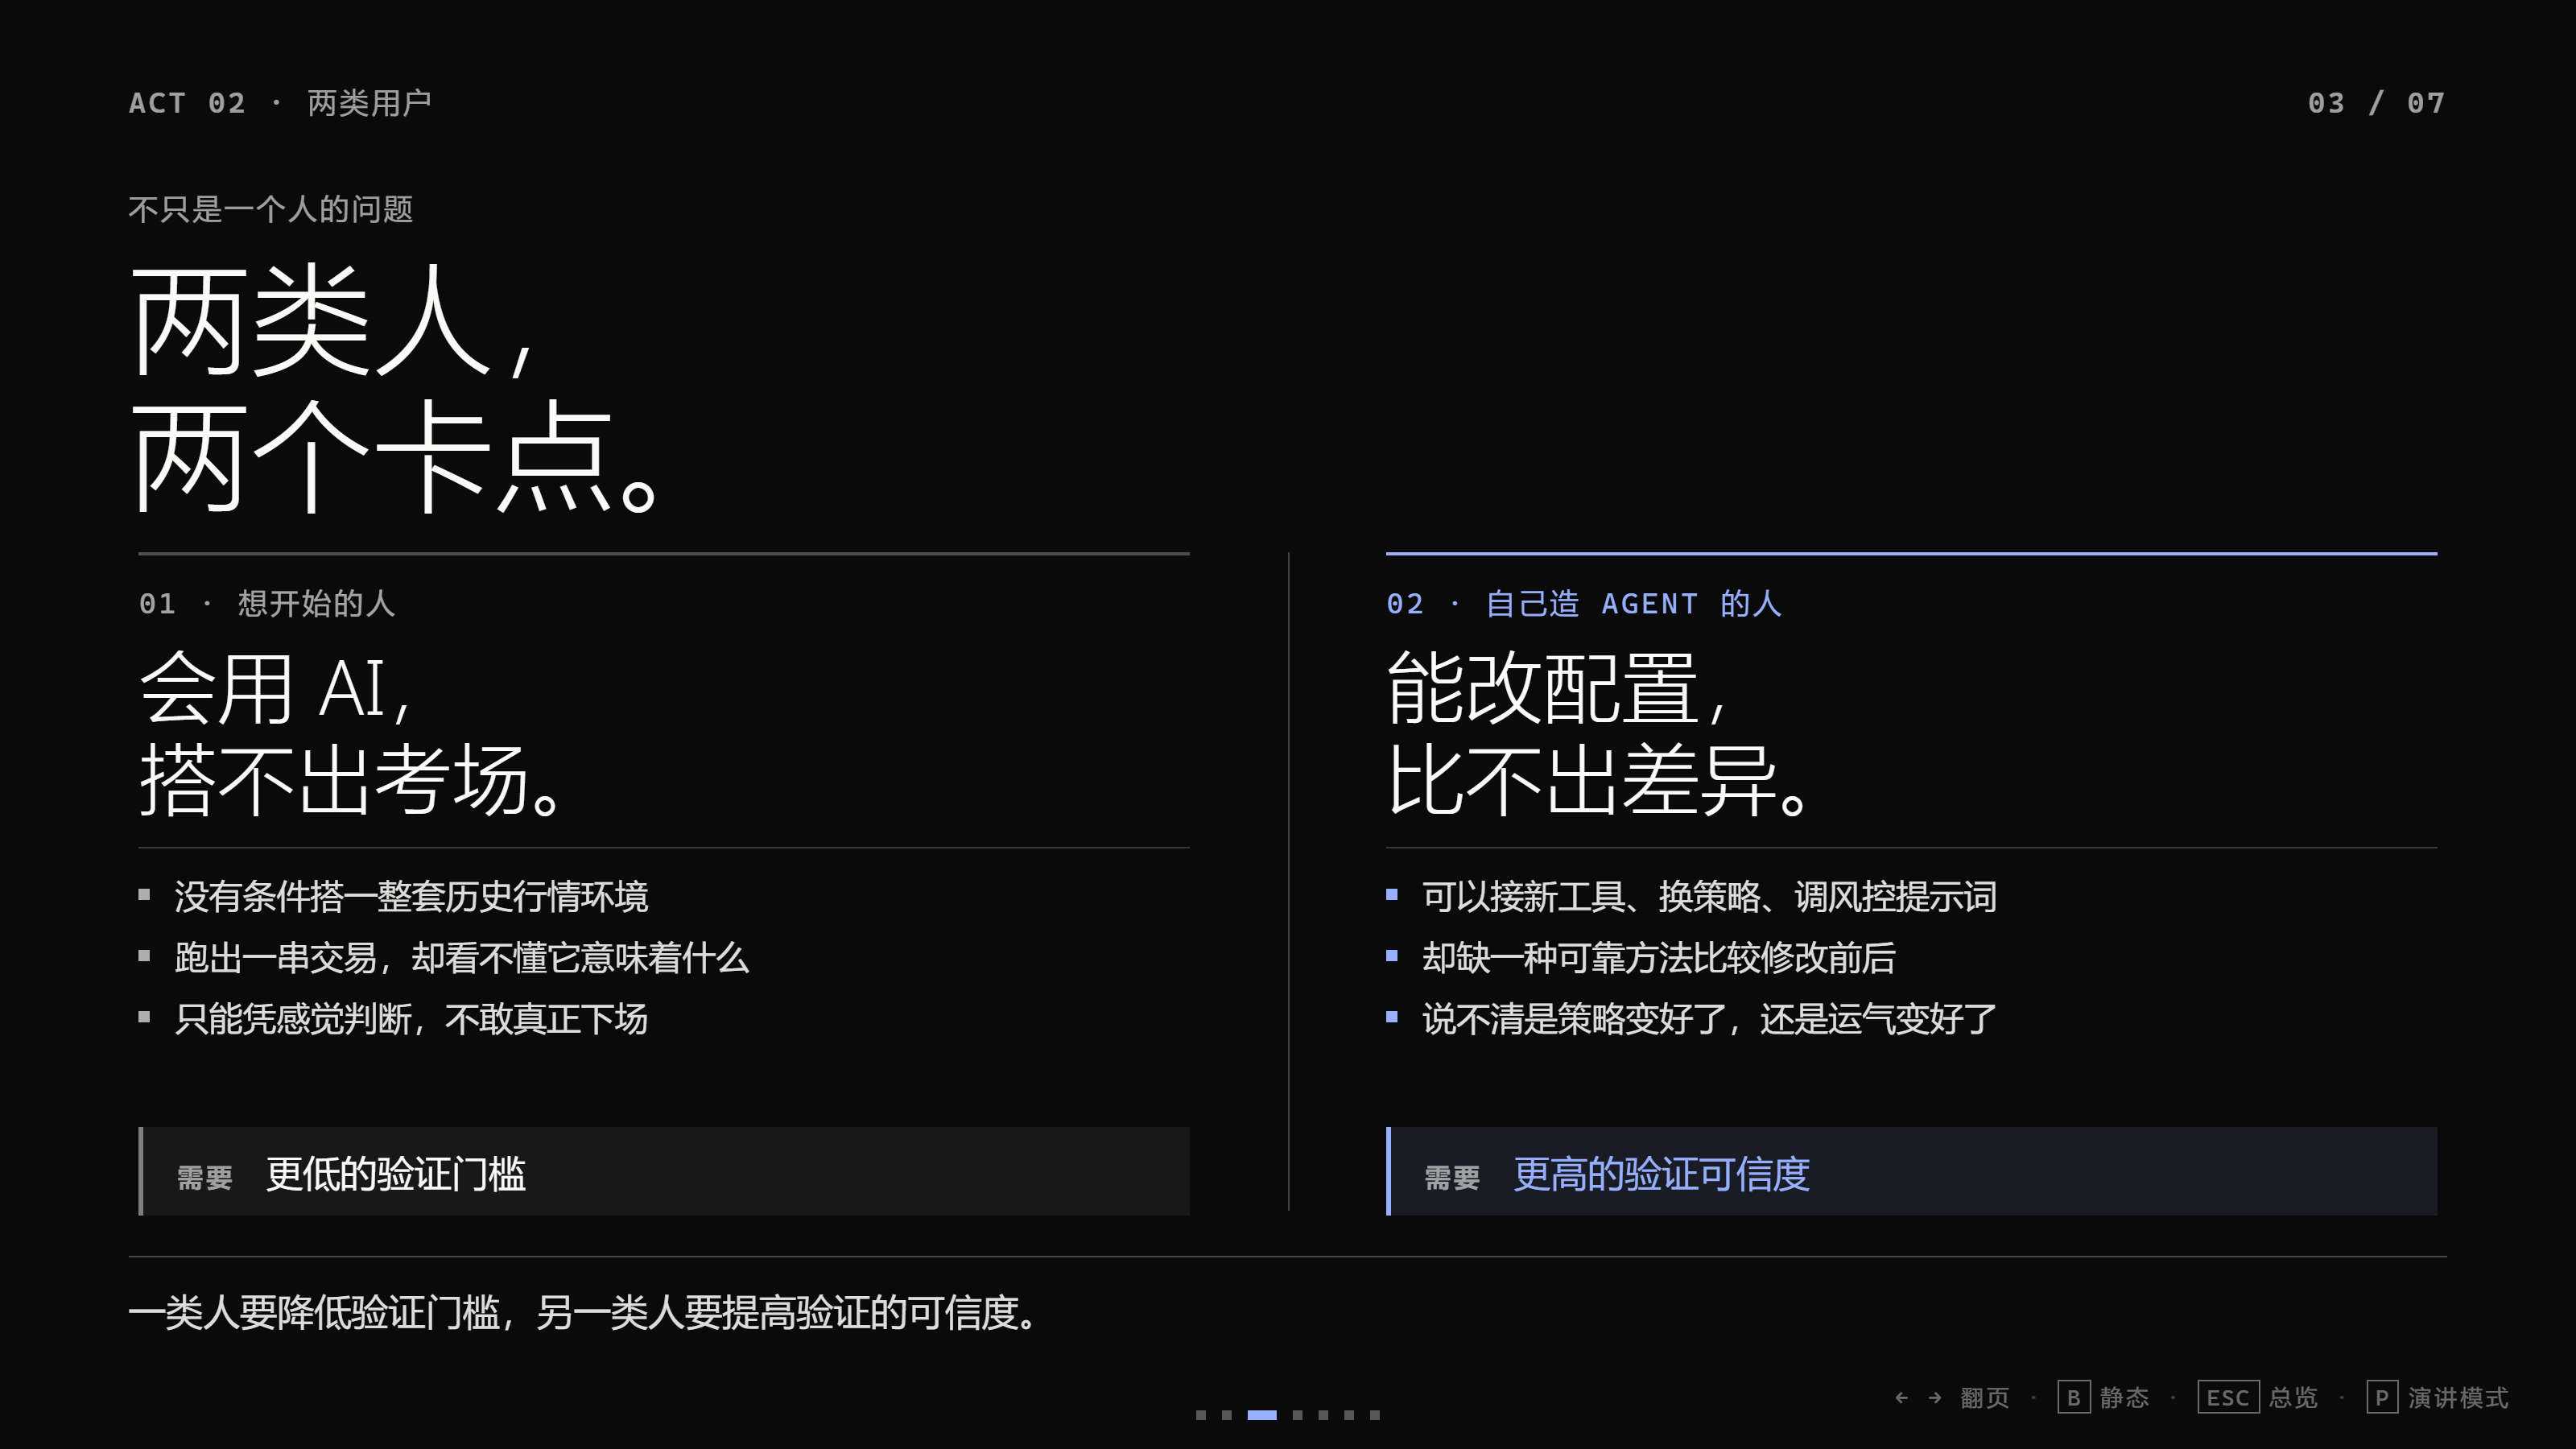 ACT 02 · 两类用户
03 / 07
不只是一个人的问题
两类人，
两个卡点。
01 · 想开始的人
会用 AI，
搭不出考场。
没有条件搭一整套历史行情环境
跑出一串交易，却看不懂它意味着什么
只能凭感觉判断，不敢真正下场
需要 更低的验证门槛
02 · 自己造 AGENT 的人
能改配置，
比不出差异。
可以接新工具、换策略、调风控提示词
却缺一种可靠方法比较修改前后
说不清是策略变好了，还是运气变好了
需要 更高的验证可信度
一类人要降低验证门槛，另一类人要提高验证的可信度。
← → 翻页 · B 静态 · ESC 总览 · P 演讲模式